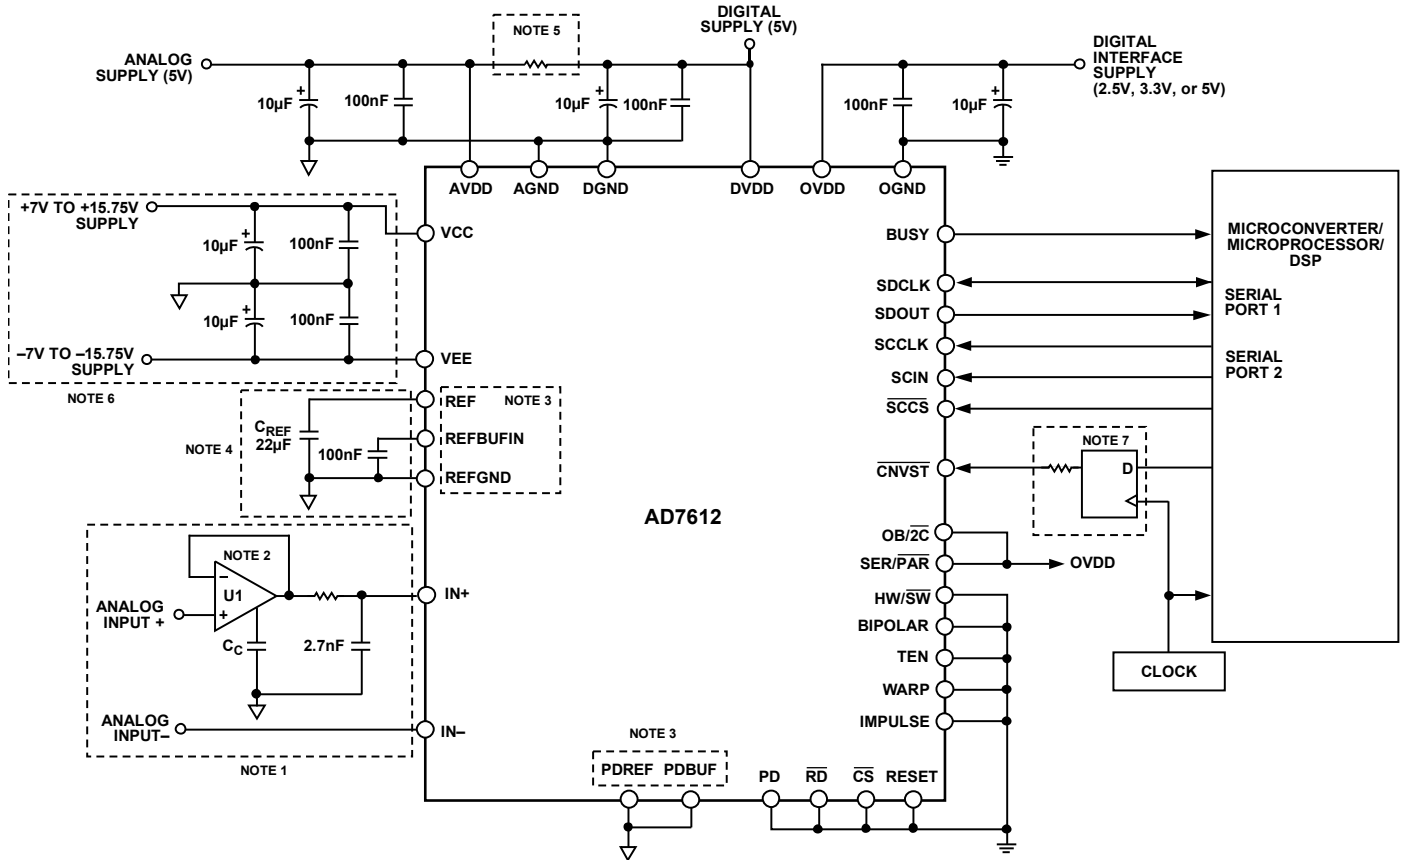 DIGITAL
SUPPLY (5V)
NOTE 5
ANALOG
SUPPLY (5V)
DIGITAL
INTERFACE
SUPPLY
(2.5V, 3.3V, or 5V)
10µF
+
100nF
10µF
+
100nF
100nF
10µF
+
AVDD
AGND
DGND
DVDD
OVDD
OGND
+7V TO +15.75V
SUPPLY
10µF
+
100nF
10µF
+
100nF
–7V TO –15.75V
SUPPLY
NOTE 6
VCC
VEE
REF
NOTE 3
REFBUFIN
REFGND
NOTE 4
CREF
22µF
100nF
AD7612
BUSY
SDCLK
SDOUT
SCCLK
SCIN
SCCS
CNVST
OB/2C
SER/PAR
HW/SW
BIPOLAR
TEN
WARP
IMPULSE
MICROCONVERTER/
MICROPROCESSOR/
DSP
SERIAL
PORT 1
SERIAL
PORT 2
NOTE 7
D
OVDD
CLOCK
NOTE 2
–
U1
+
ANALOG
INPUT +
CC
2.7nF
IN+
ANALOG
INPUT–
IN–
NOTE 1
NOTE 3
PDREF PDBUF
PD
RD
CS
RESET